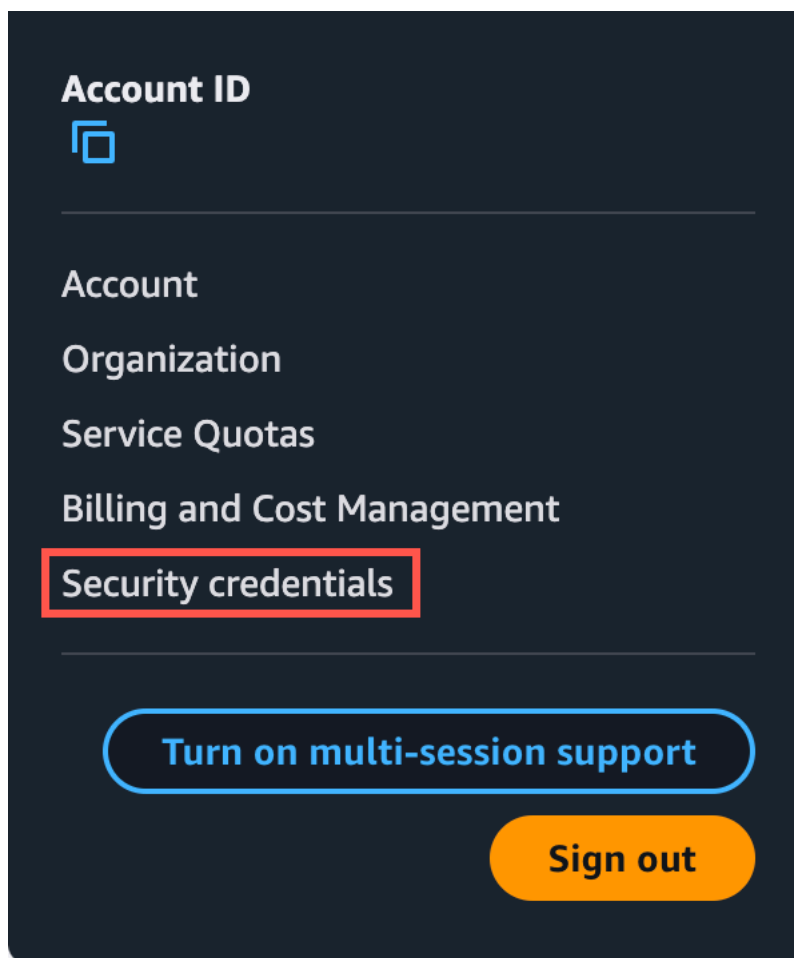 Account ID
Account
Organization
Service Quotas
Billing and Cost Management
Security credentials
Turn on multi-session support
Sign out